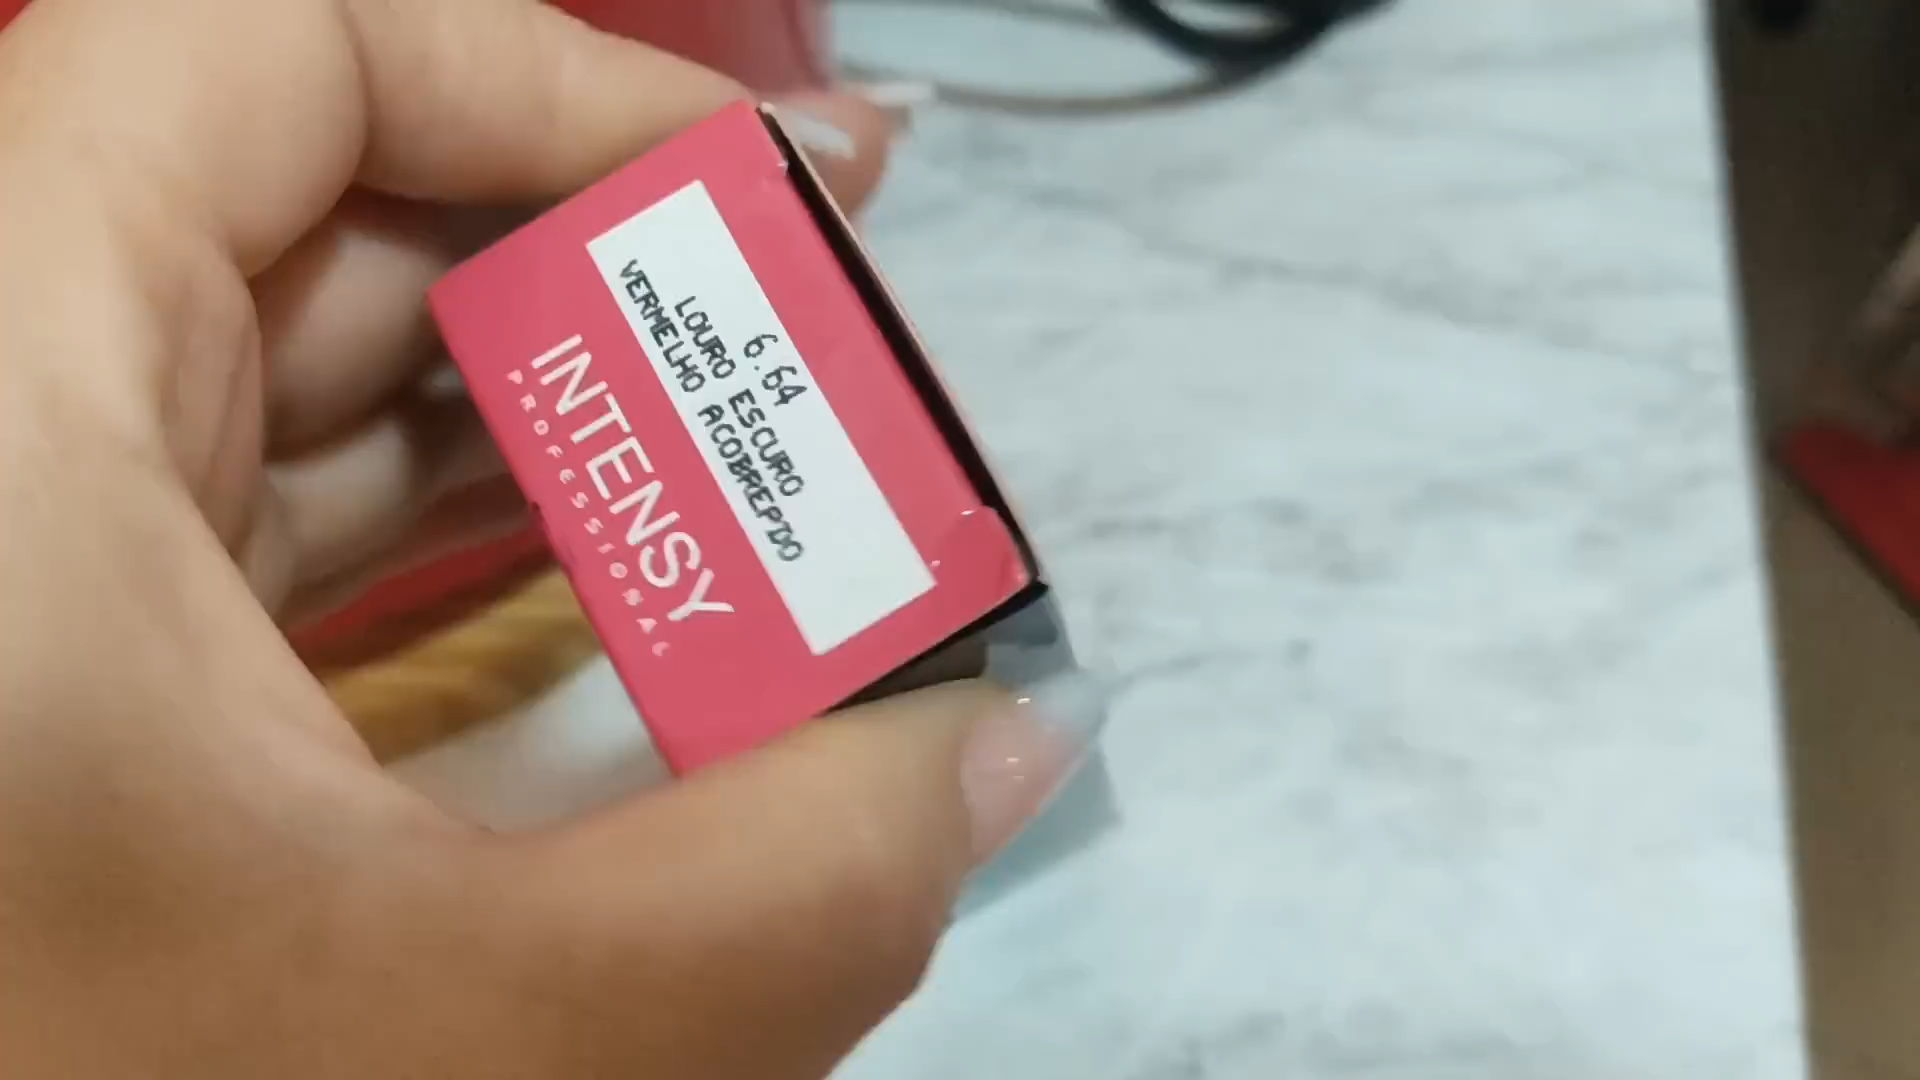 6.64
LOURO ESCURO
VERMELHO ACOBREADO
INTENSY
PROFESSIONAL